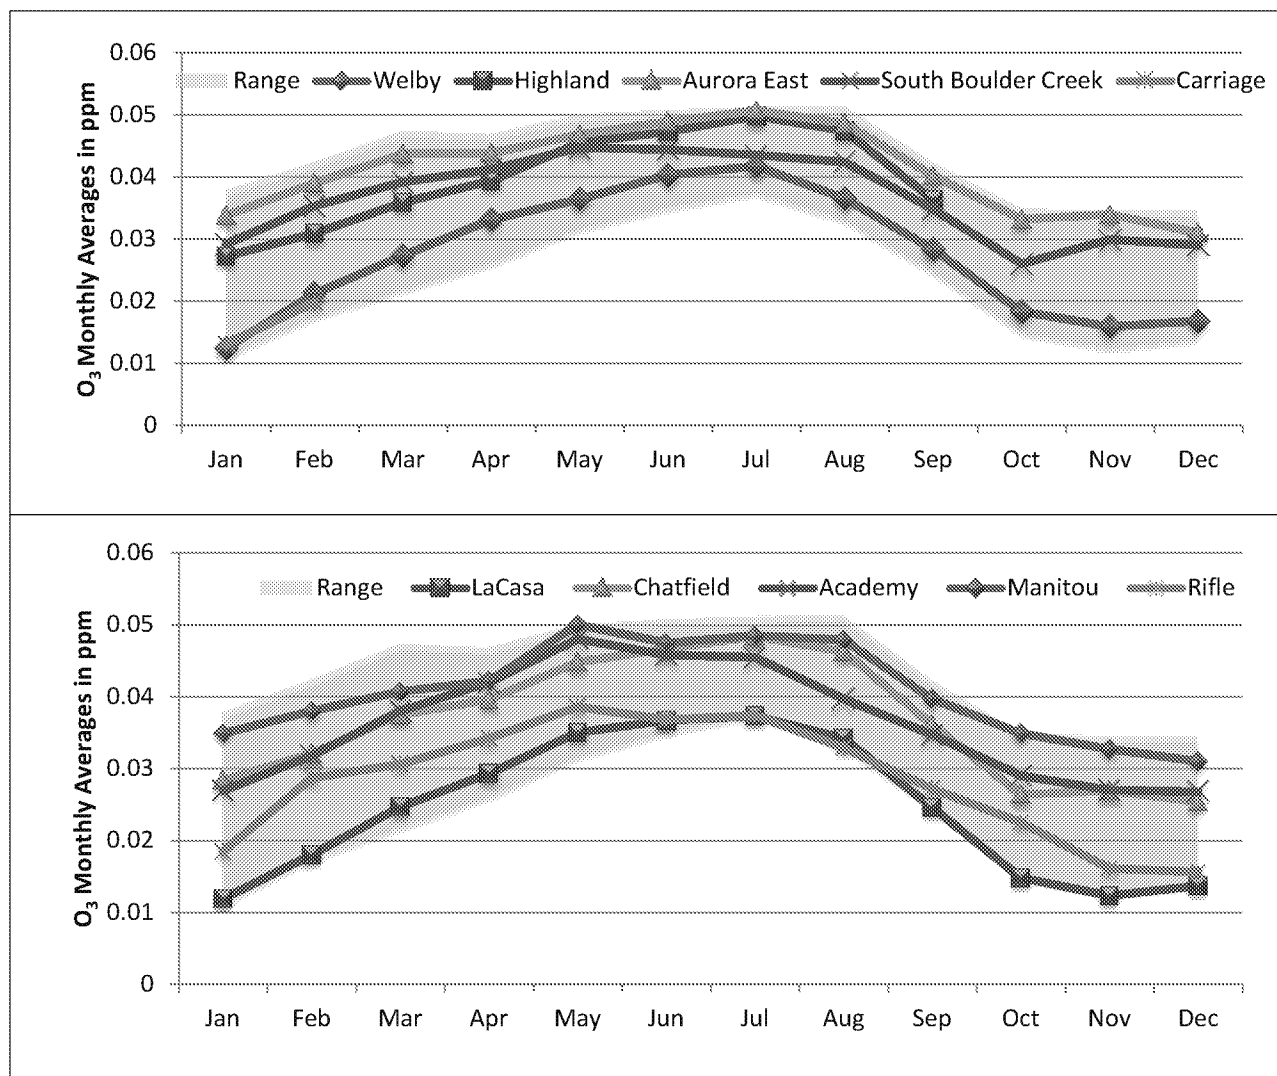 0.06
Range Welby Highland Aurora East South Boulder Creek Carriage
0.05
0.04
0.03
0.02
0.01
0
O₃ Monthly Averages in ppm
Jan Feb Mar Apr May Jun Jul Aug Sep Oct Nov Dec
0.06
Range LaCasa Chatfield Academy Manitou Rifle
0.05
0.04
0.03
0.02
0.01
0
O₃ Monthly Averages in ppm
Jan Feb Mar Apr May Jun Jul Aug Sep Oct Nov Dec